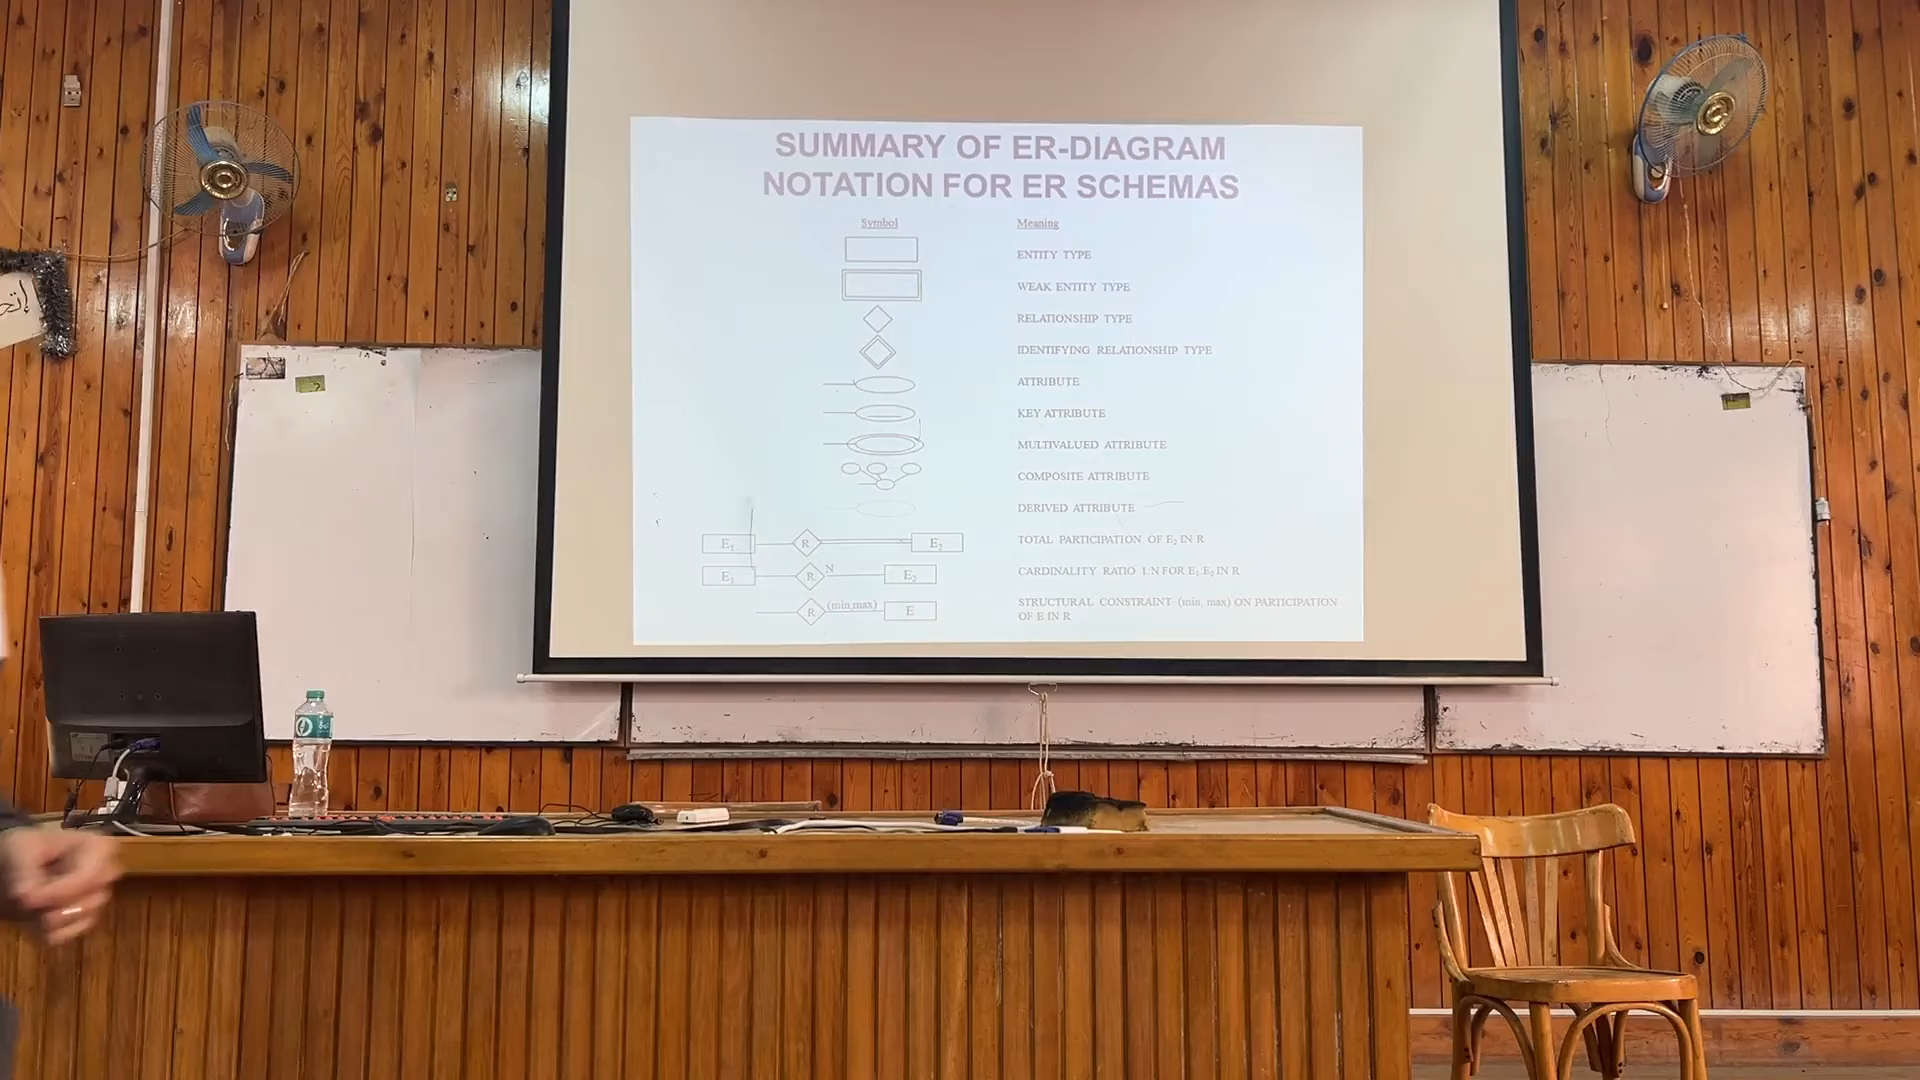 SUMMARY OF ER-DIAGRAM
NOTATION FOR ER SCHEMAS
Symbol
Meaning
ENTITY TYPE
WEAK ENTITY TYPE
RELATIONSHIP TYPE
IDENTIFYING RELATIONSHIP TYPE
ATTRIBUTE
KEY ATTRIBUTE
MULTIVALUED ATTRIBUTE
COMPOSITE ATTRIBUTE
DERIVED ATTRIBUTE
E₁ R E₂
TOTAL PARTICIPATION OF E₂ IN R
E₁ R N E₂
CARDINALITY RATIO 1:N FOR E₁:E₂ IN R
R (min,max) E
STRUCTURAL CONSTRAINT (min, max) ON PARTICIPATION
OF E IN R